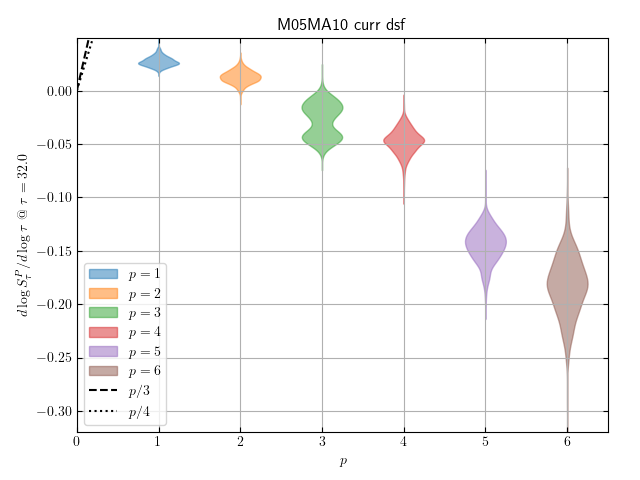 M05MA10 curr dsf
d log S_τ^P / d log τ @ τ = 32.0
0.00
−0.05
−0.10
−0.15
−0.20
−0.25
−0.30
p = 1
p = 2
p = 3
p = 4
p = 5
p = 6
p/3
p/4
0 1 2 3 4 5 6
p